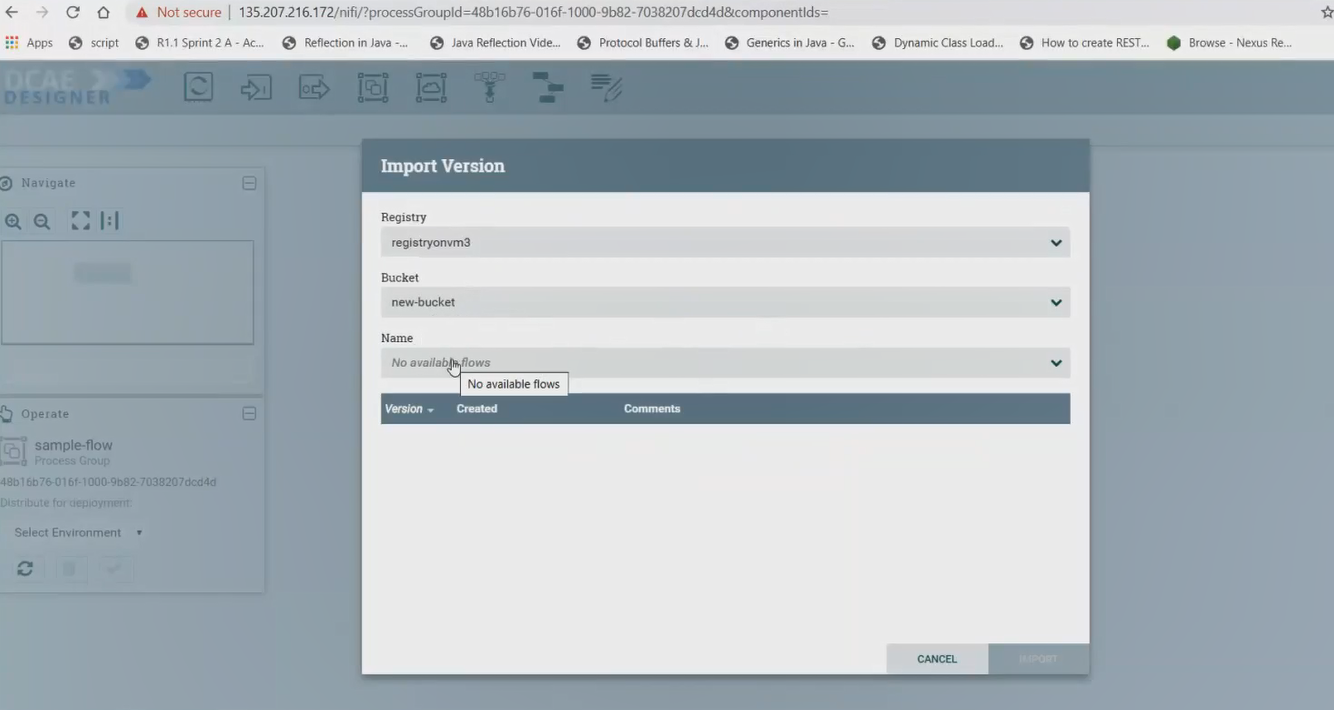 Not secure | 135.207.216.172/nifi/?processGroupId=48b16b76-016f-1000-9b82-7038207dcd4d&componentIds=
Apps script R1.1 Sprint 2 A - Ac... Reflection in Java -... Java Reflection Vide... Protocol Buffers & J... Generics in Java - G... Dynamic Class Load... How to create REST... Browse - Nexus Re...
DCAE
DESIGNER
Import Version
Navigate
Registry
registryonvm3
Bucket
new-bucket
Name
No available flows
No available flows
Version Created Comments
Operate
sample-flow
Process Group
48b16b76-016f-1000-9b82-7038207dcd4d
Distribute for deployment:
Select Environment
CANCEL IMPORT